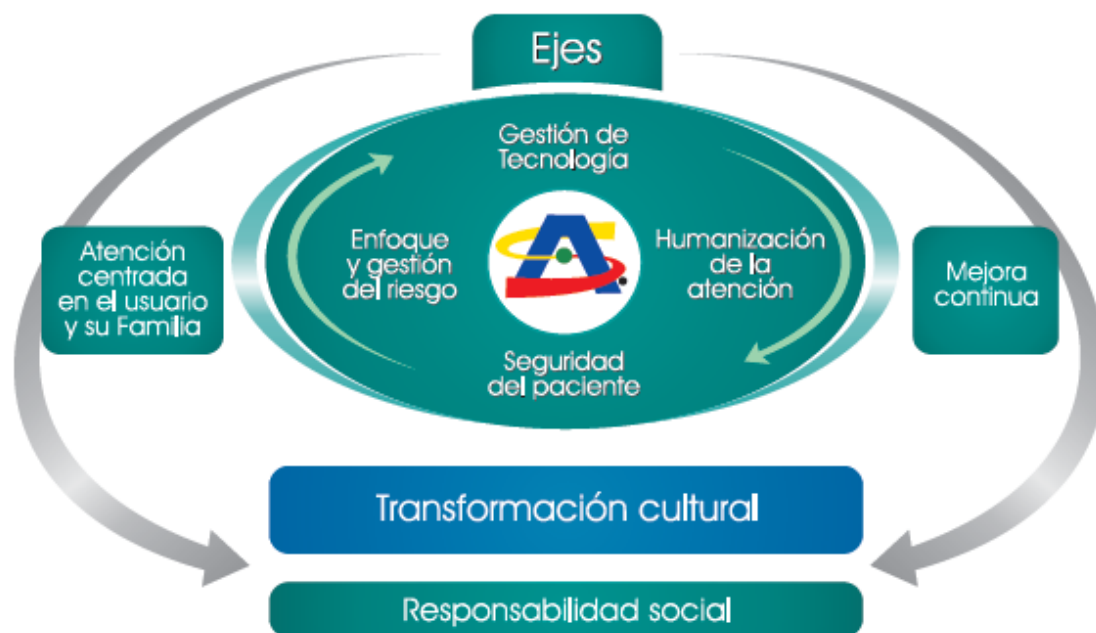 Ejes
Gestión de
Tecnología
Atención
centrada
en el usuario
y su Familia
Enfoque
y gestión
del riesgo
Humanización
de la
atención
Mejora
continua
Seguridad
del paciente
Transformación cultural
Responsabilidad social